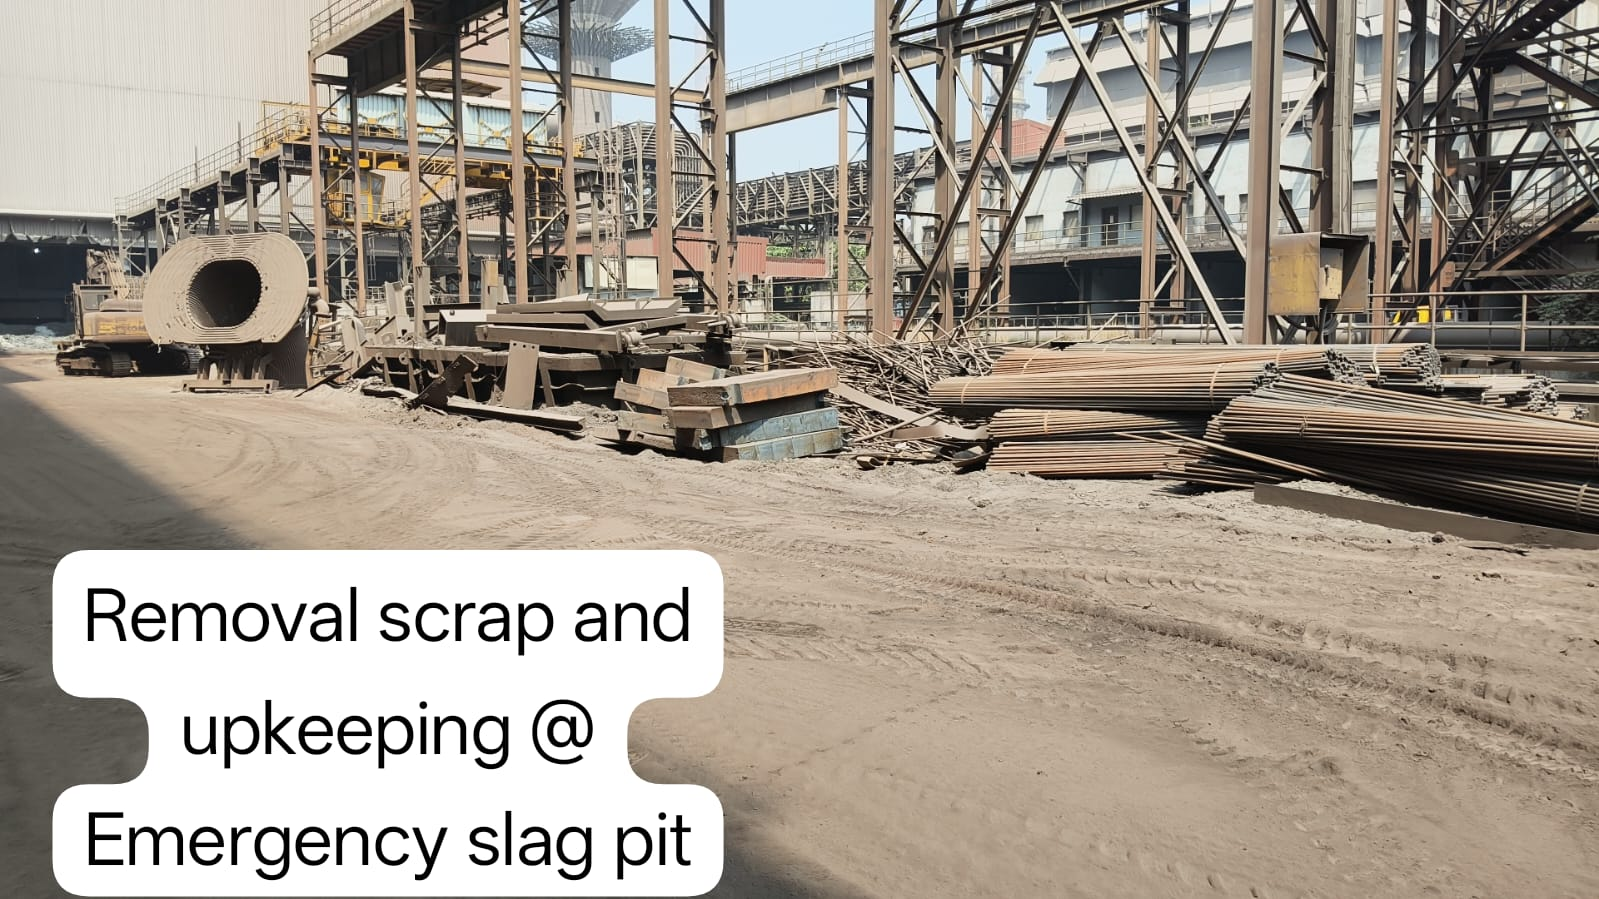 Removal scrap and
upkeeping @
Emergency slag pit